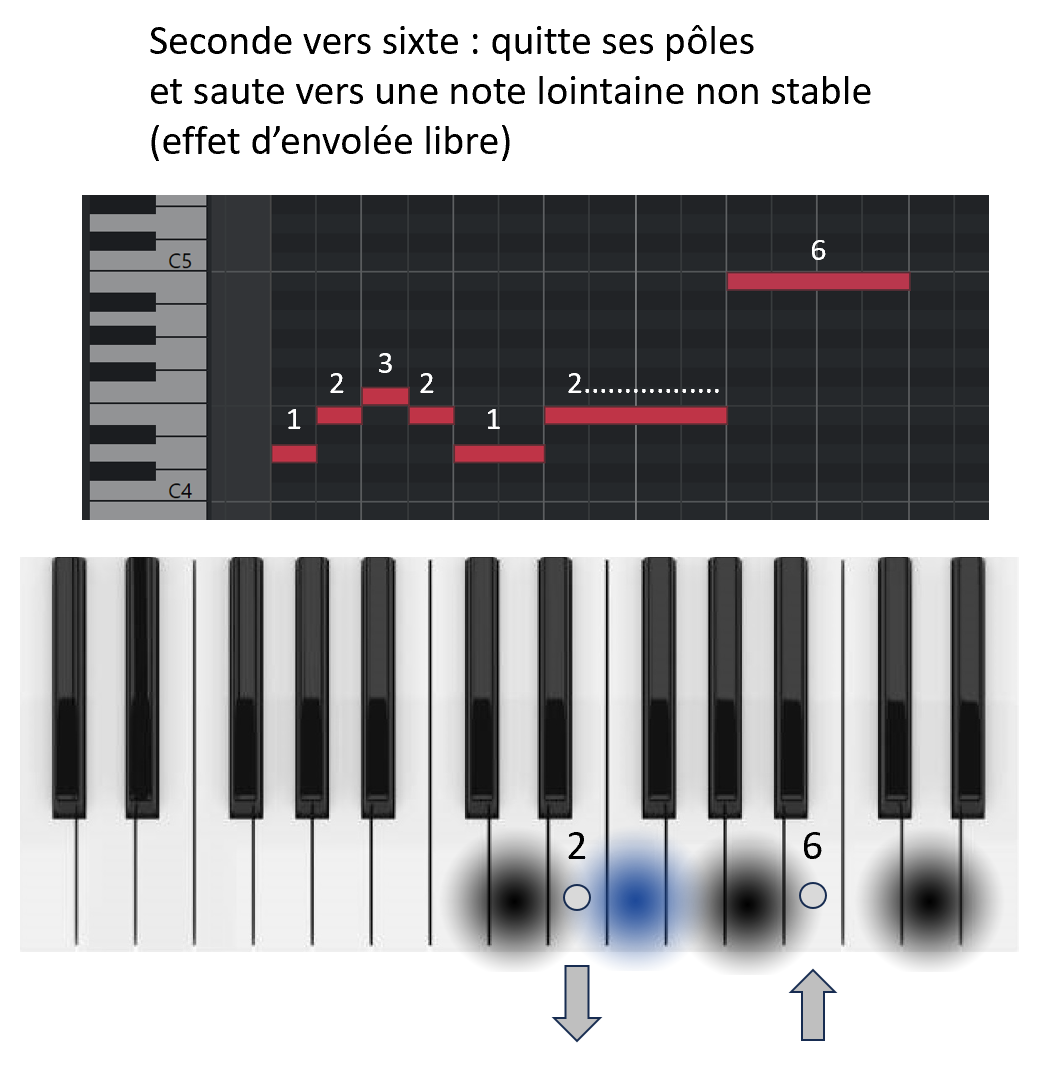 Seconde vers sixte : quitte ses pôles
et saute vers une note lointaine non stable
(effet d’envolée libre)
C5
6
3
2 2 2.................
1 1
C4
2 6